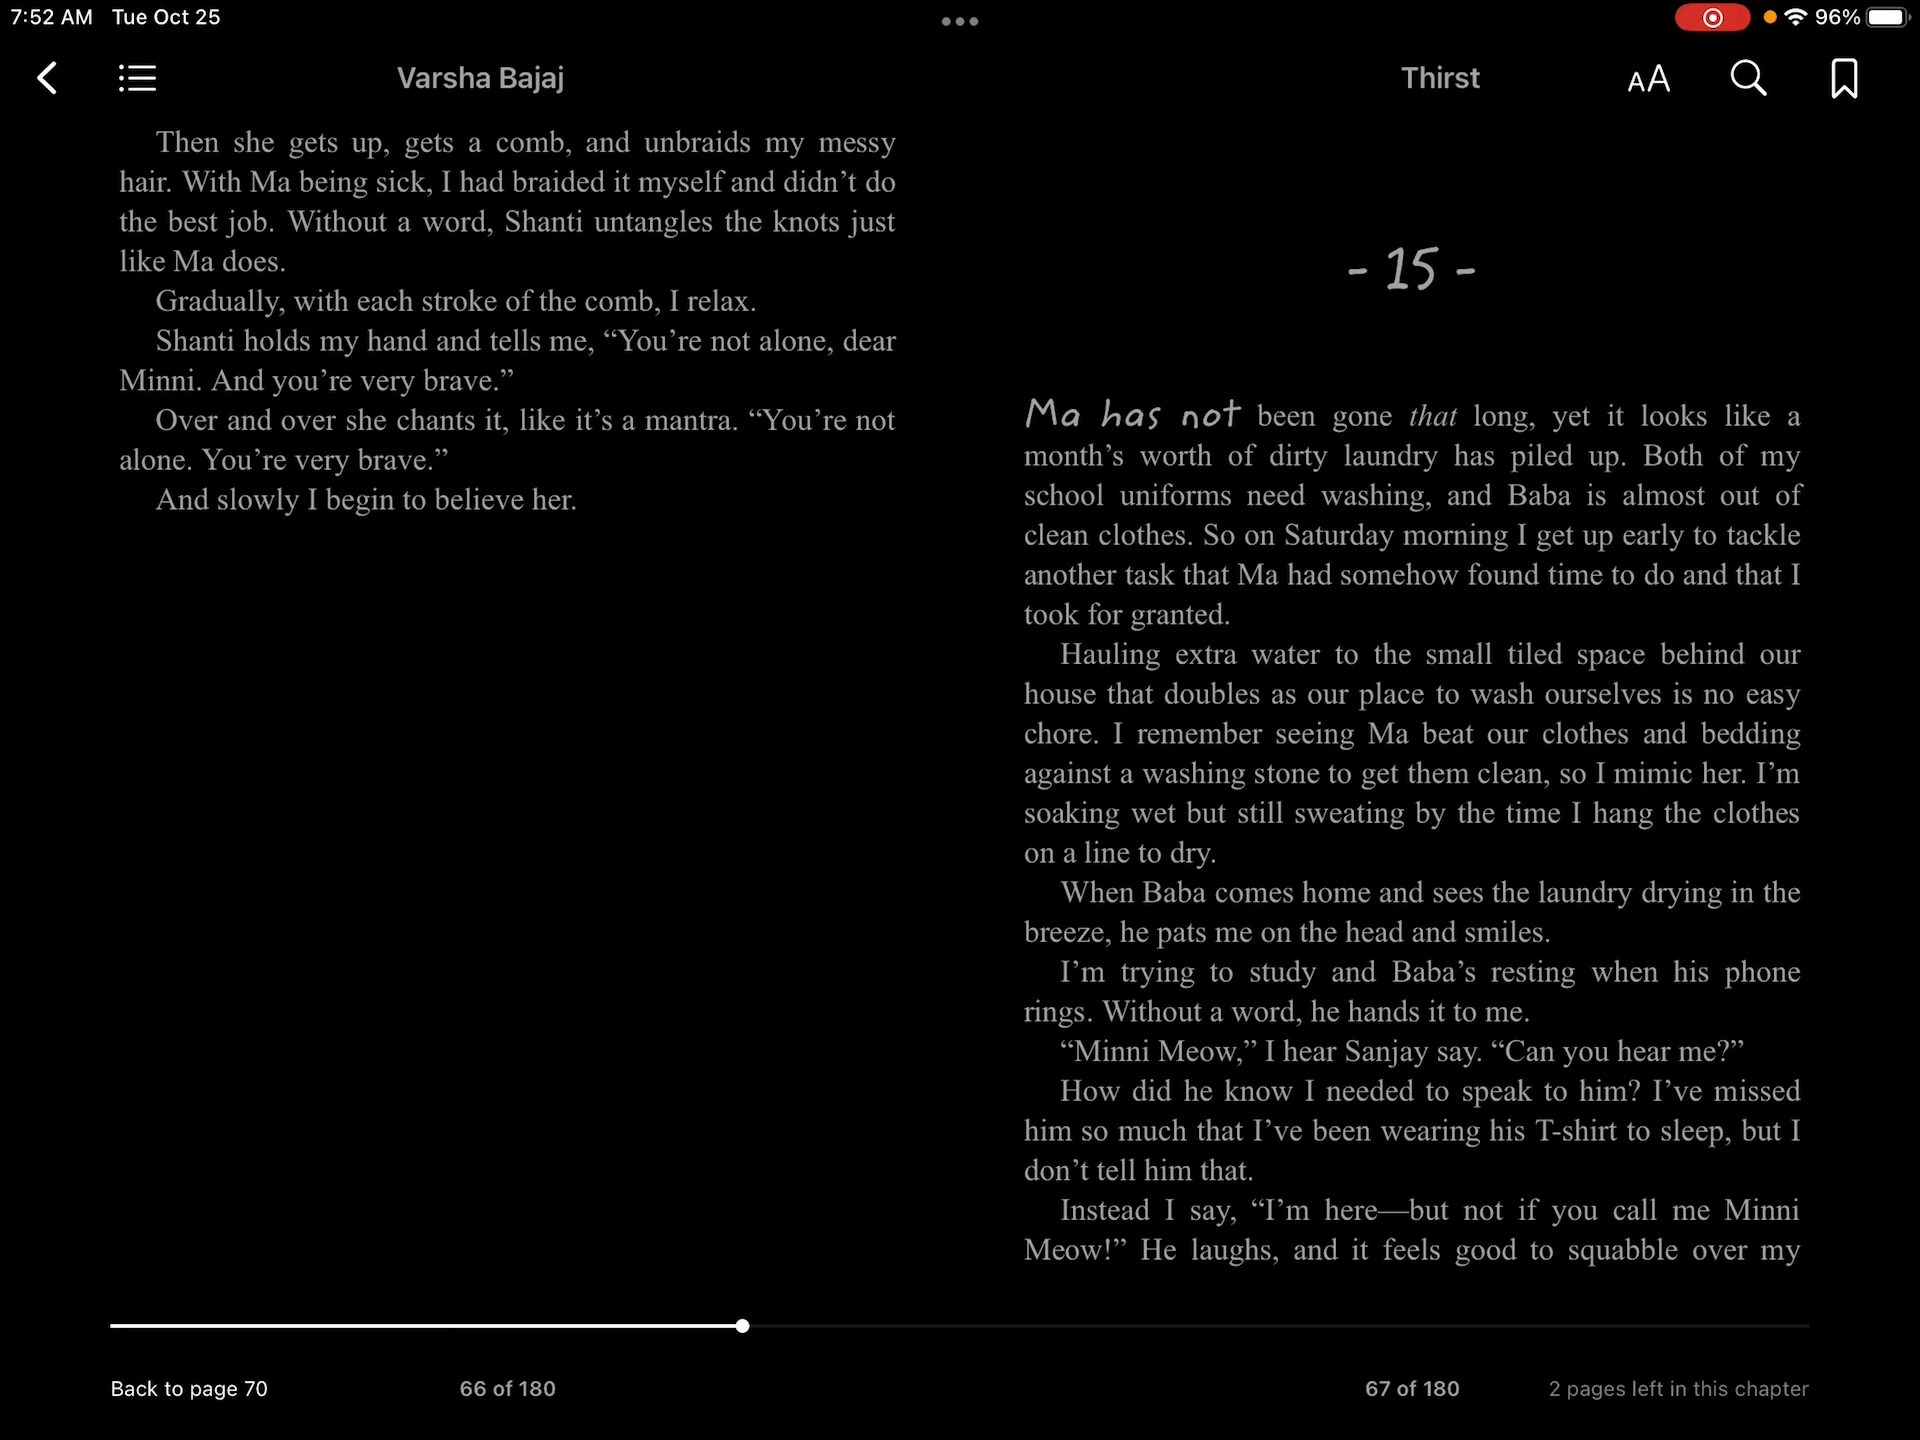 7:52 AM Tue Oct 25
96%
Varsha Bajaj
Thirst
AA
Then she gets up, gets a comb, and unbraids my messy
hair. With Ma being sick, I had braided it myself and didn’t do
the best job. Without a word, Shanti untangles the knots just
like Ma does.
Gradually, with each stroke of the comb, I relax.
Shanti holds my hand and tells me, “You’re not alone, dear
Minni. And you’re very brave.”
Over and over she chants it, like it’s a mantra. “You’re not
alone. You’re very brave.”
And slowly I begin to believe her.
- 15 -
Ma has not been gone that long, yet it looks like a
month’s worth of dirty laundry has piled up. Both of my
school uniforms need washing, and Baba is almost out of
clean clothes. So on Saturday morning I get up early to tackle
another task that Ma had somehow found time to do and that I
took for granted.
Hauling extra water to the small tiled space behind our
house that doubles as our place to wash ourselves is no easy
chore. I remember seeing Ma beat our clothes and bedding
against a washing stone to get them clean, so I mimic her. I’m
soaking wet but still sweating by the time I hang the clothes
on a line to dry.
When Baba comes home and sees the laundry drying in the
breeze, he pats me on the head and smiles.
I’m trying to study and Baba’s resting when his phone
rings. Without a word, he hands it to me.
“Minni Meow,” I hear Sanjay say. “Can you hear me?”
How did he know I needed to speak to him? I’ve missed
him so much that I’ve been wearing his T-shirt to sleep, but I
don’t tell him that.
Instead I say, “I’m here—but not if you call me Minni
Meow!” He laughs, and it feels good to squabble over my
Back to page 70
66 of 180
67 of 180
2 pages left in this chapter